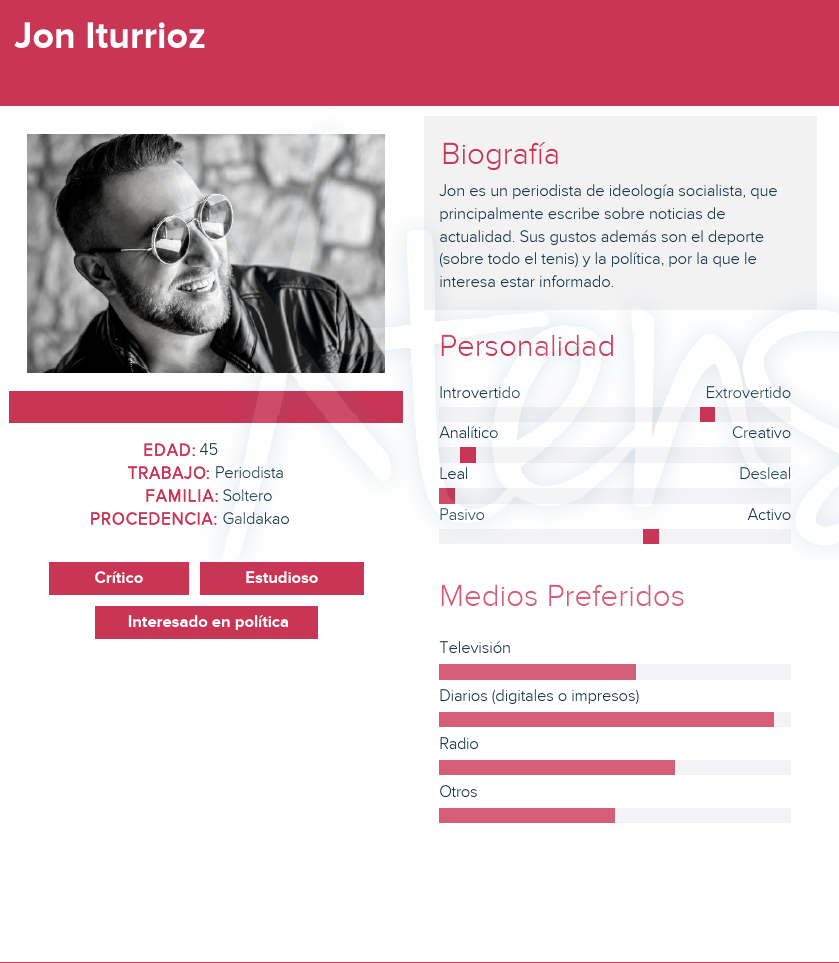 Jon Iturrioz
EDAD: 45
TRABAJO: Periodista
FAMILIA: Soltero
PROCEDENCIA: Galdakao
Crítico
Estudioso
Interesado en política
Biografía
Jon es un periodista de ideología socialista, que
principalmente escribe sobre noticias de
actualidad. Sus gustos además son el deporte
(sobre todo el tenis) y la política, por la que le
interesa estar informado.
Personalidad
Introvertido Extrovertido
Analítico Creativo
Leal Desleal
Pasivo Activo
Medios Preferidos
Televisión
Diarios (digitales o impresos)
Radio
Otros